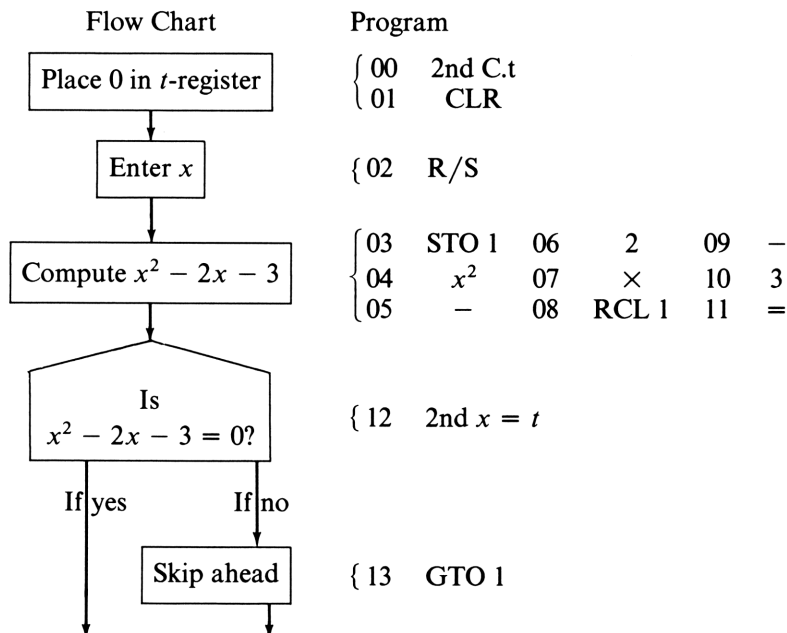 Flow Chart Program
Place 0 in t-register { 00 2nd C.t
01 CLR
Enter x { 02 R/S
{ 03 STO 1 06 2 09 −
Compute x² − 2x − 3 04 x² 07 × 10 3
05 − 08 RCL 1 11 =
Is
x² − 2x − 3 = 0? { 12 2nd x = t
If yes If no
Skip ahead { 13 GTO 1